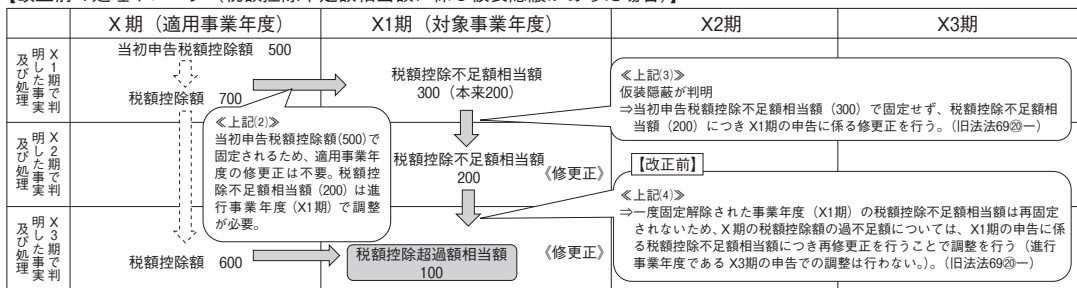 【改正前の処理イメージ（税額控除不足額相当額に係る仮装隠蔽があった場合）】
X期（適用事業年度）
X1期（対象事業年度）
X2期
X3期
X1期で判
明した事実
及び処理
当初申告税額控除額 500
税額控除額 700
税額控除不足額相当額
300（本来200）
≪上記⑶≫
仮装隠蔽が判明
⇒当初申告税額控除不足額相当額（300）で固定せず、税額控除不足額相
当額（200）につきX1期の申告に係る修更正を行う。（旧法法69⑳一）
≪上記⑵≫
当初申告税額控除額(500)で
固定されるため、適用事業年
度の修更正は不要。税額控
除不足額相当額（200）は進
行事業年度（X1期）で調整
が必要。
X2期で判
明した事実
及び処理
税額控除不足額相当額
200
《修更正》
【改正前】
≪上記⑷≫
⇒一度固定解除された事業年度（X1期）の税額控除不足額相当額は再固定
されないため、X期の税額控除額の過不足額については、X1期の申告に係
る税額控除不足額相当額につき再修更正を行うことで調整を行う（進行
事業年度であるX3期の申告での調整は行わない。）。（旧法法69⑳一）
X3期で判
明した事実
及び処理
税額控除額 600
税額控除超過額相当額
100
《修更正》